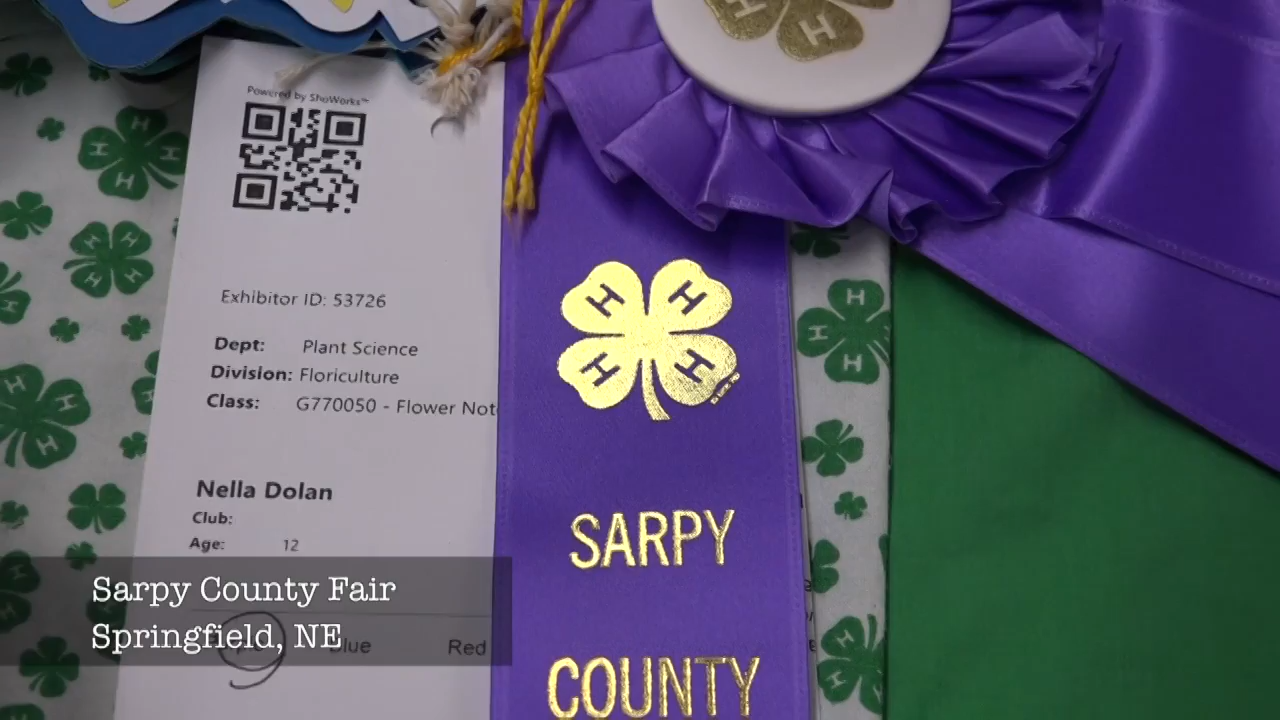 Powered by ShoWorks™
Exhibitor ID: 53726
Dept: Plant Science
Division: Floriculture
Class: G770050 - Flower Not
Nella Dolan
Club:
Age: 12
Blue Red
H H
H H H H
SARPY
COUNTY
Sarpy County Fair
Springfield, NE